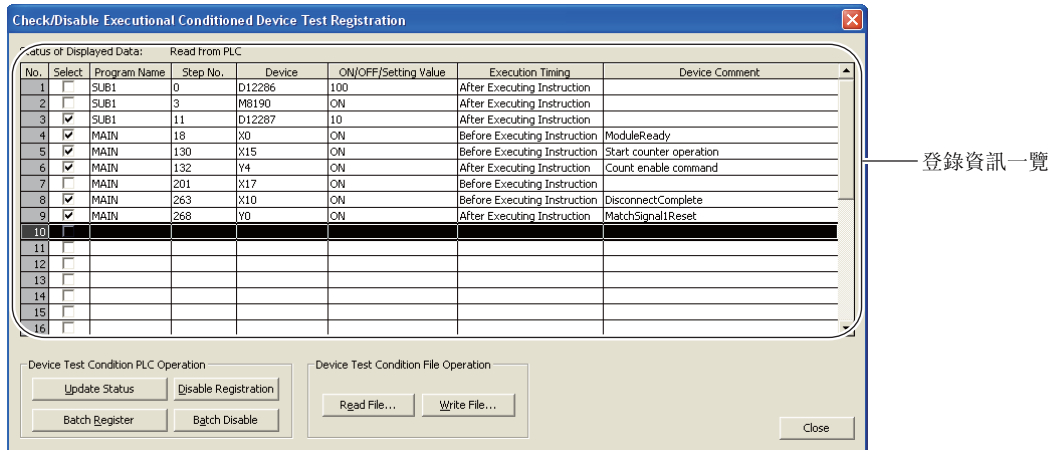 Check/Disable Executional Conditioned Device Test Registration
Status of Displayed Data: Read from PLC
No. Select Program Name Step No. Device ON/OFF/Setting Value Execution Timing Device Comment
1 SUB1 0 D12286 100 After Executing Instruction
2 SUB1 3 M8190 ON After Executing Instruction
3 SUB1 11 D12287 10 After Executing Instruction
4 MAIN 18 X0 ON Before Executing Instruction ModuleReady
5 MAIN 130 X15 ON Before Executing Instruction Start counter operation
6 MAIN 132 Y4 ON After Executing Instruction Count enable command
7 MAIN 201 X17 ON Before Executing Instruction
8 MAIN 263 X10 ON Before Executing Instruction DisconnectComplete
9 MAIN 268 Y0 ON After Executing Instruction MatchSignal1Reset
10
11
12
13
14
15
16
登錄資訊一覽
Device Test Condition PLC Operation Device Test Condition File Operation
Update Status Disable Registration
Read File... Write File...
Batch Register Batch Disable
Close